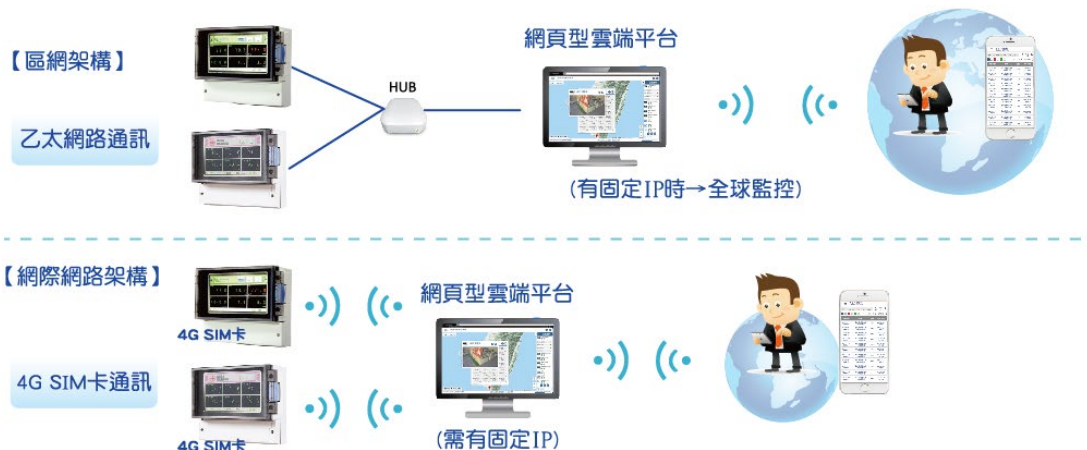 【區網架構】
乙太網路通訊
HUB
網頁型雲端平台
(有固定IP時→全球監控)
【網際網路架構】
4G SIM卡通訊
4G SIM卡
4G SIM卡
網頁型雲端平台
(需有固定IP)